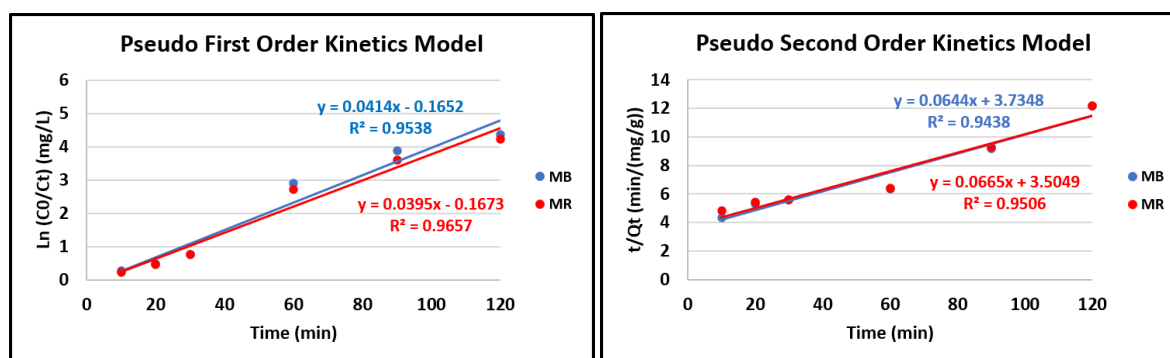 Pseudo First Order Kinetics Model
Ln (C0/Ct) (mg/L)
6
5
4
3
2
1
0
y = 0.0414x - 0.1652
R² = 0.9538
y = 0.0395x - 0.1673
R² = 0.9657
MB
MR
0 20 40 60 80 100 120
Time (min)
Pseudo Second Order Kinetics Model
t/Qt (min/(mg/g))
14
12
10
8
6
4
2
0
y = 0.0644x + 3.7348
R² = 0.9438
y = 0.0665x + 3.5049
R² = 0.9506
MB
MR
0 20 40 60 80 100 120
Time (min)